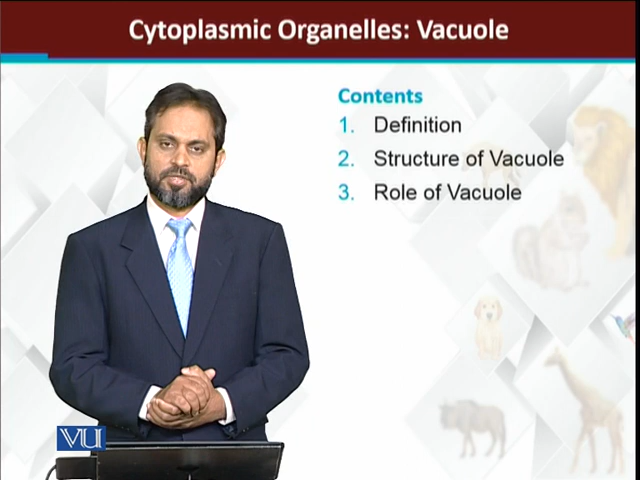 Cytoplasmic Organelles: Vacuole
Contents
1. Definition
2. Structure of Vacuole
3. Role of Vacuole
VU